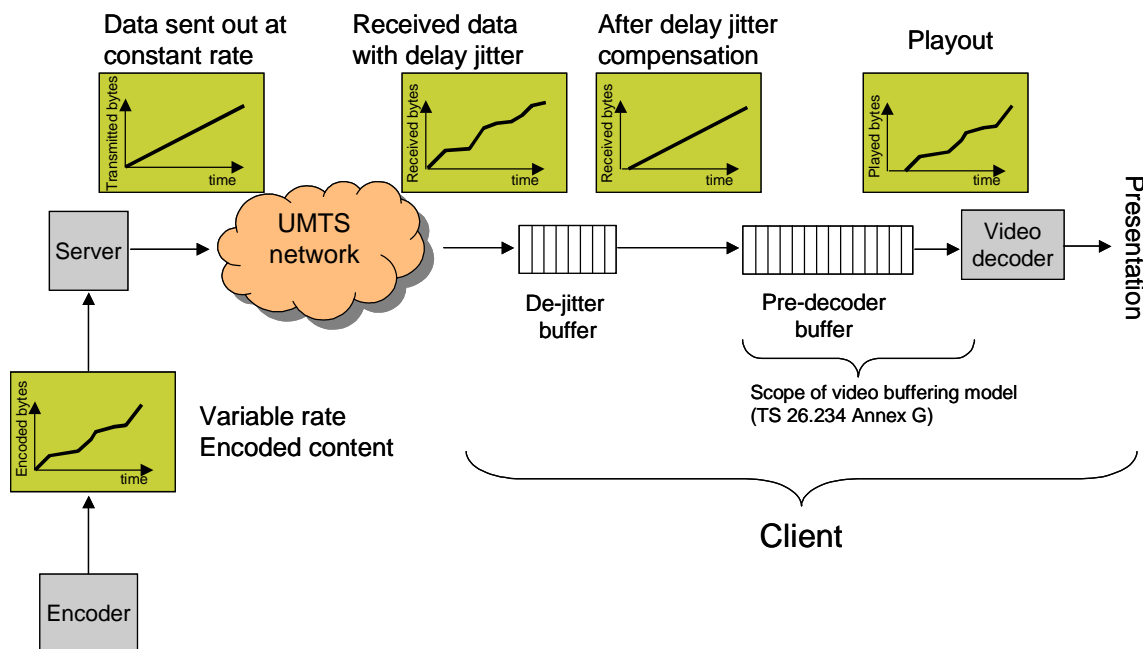 Data sent out at
constant rate
Received data
with delay jitter
After delay jitter
compensation
Playout
Transmitted bytes
time
Received bytes
time
Received bytes
time
Played bytes
time
Server
UMTS
network
De-jitter
buffer
Pre-decoder
buffer
Video
decoder
Presentation
Scope of video buffering model
(TS 26.234 Annex G)
Encoded bytes
time
Variable rate
Encoded content
Client
Encoder